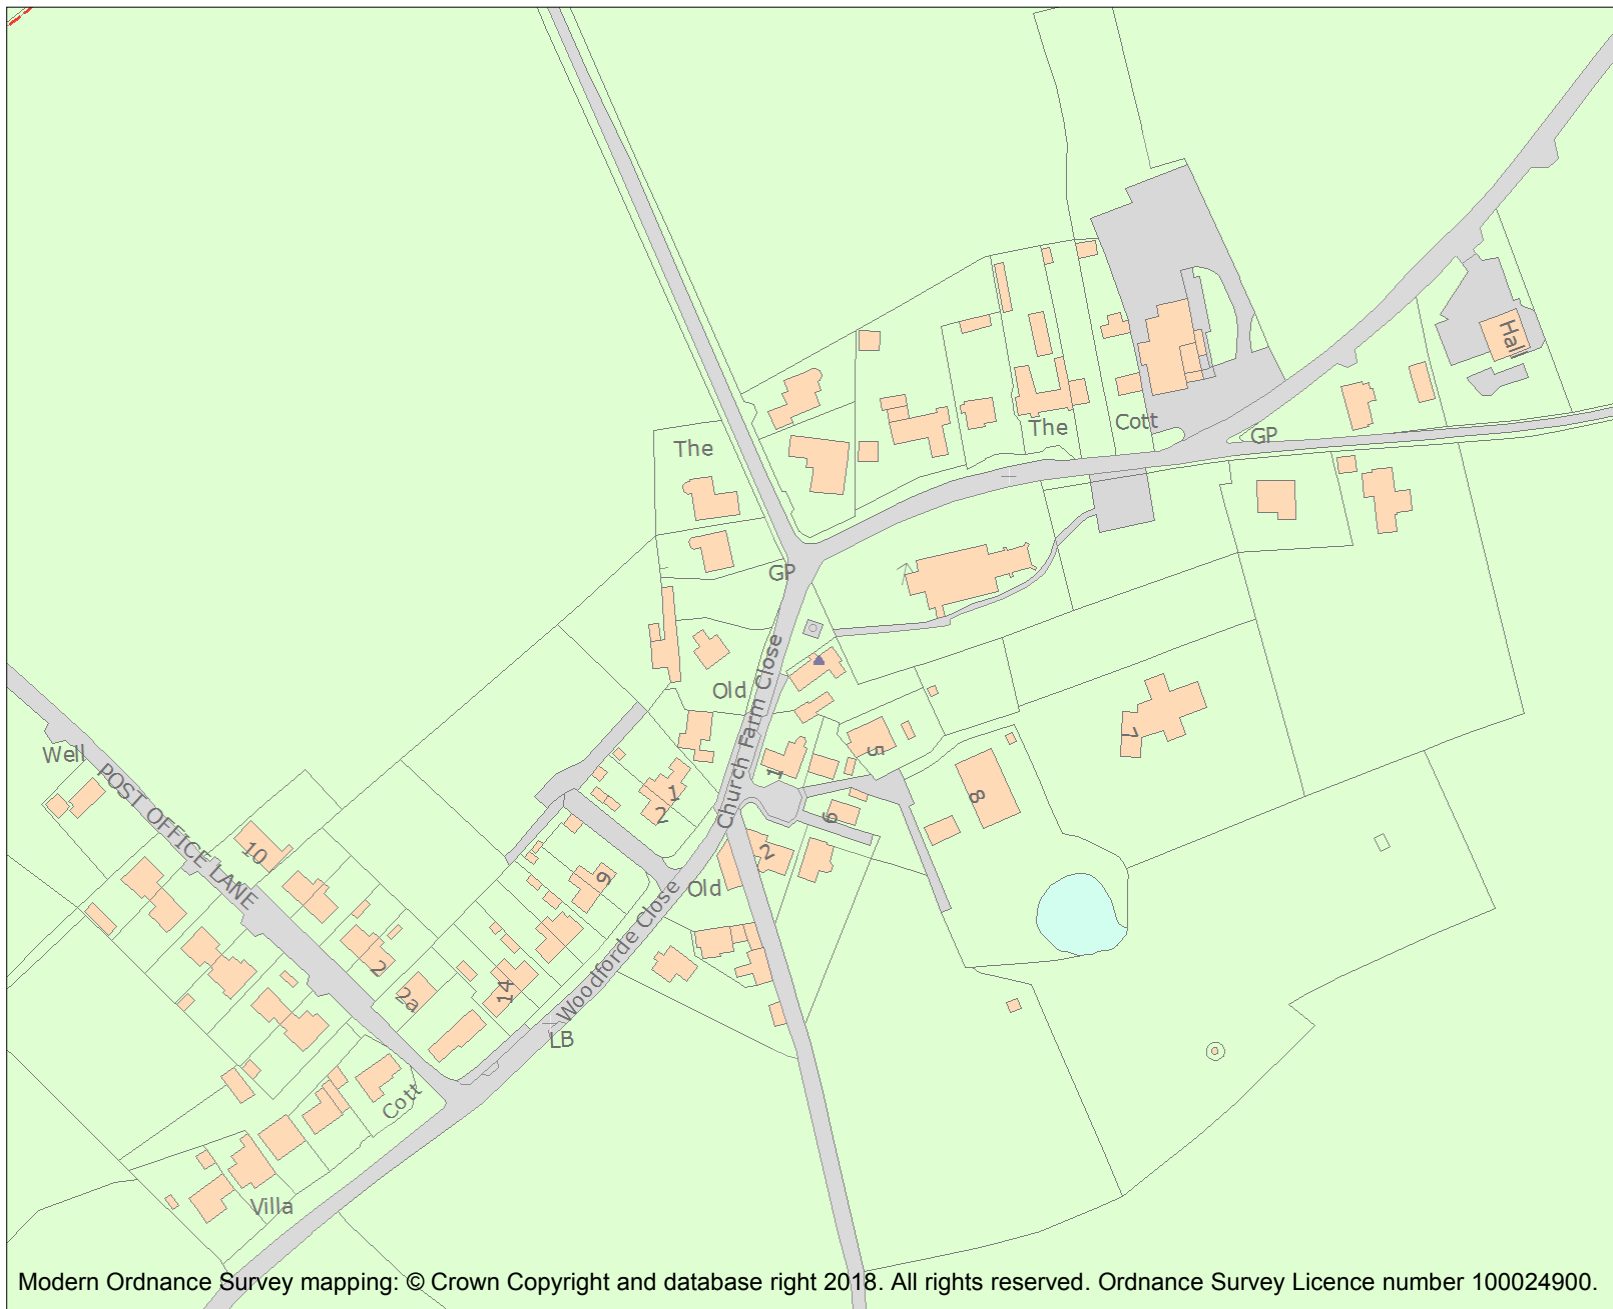 Hall
The
Cott
GP
The
GP
Church Farm Close
Old
Well
POST OFFICE LANE
5
7
1
1
2
8
6
10
2
9
Old
Woodforde Close
2
2a
14
LB
Cott
Villa
Modern Ordnance Survey mapping: © Crown Copyright and database right 2018. All rights reserved. Ordnance Survey Licence number 100024900.